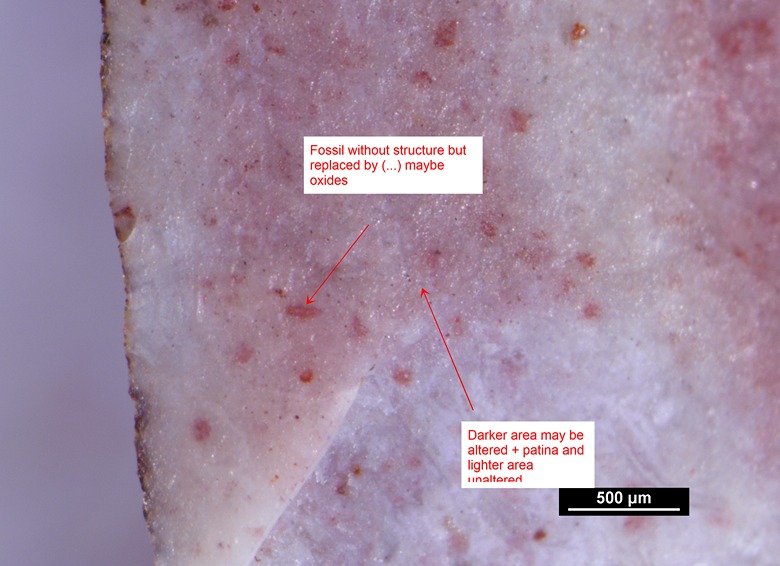 Fossil without structure but
replaced by (...) maybe
oxides
Darker area may be
altered + patina and
lighter area
unaltered
500 µm